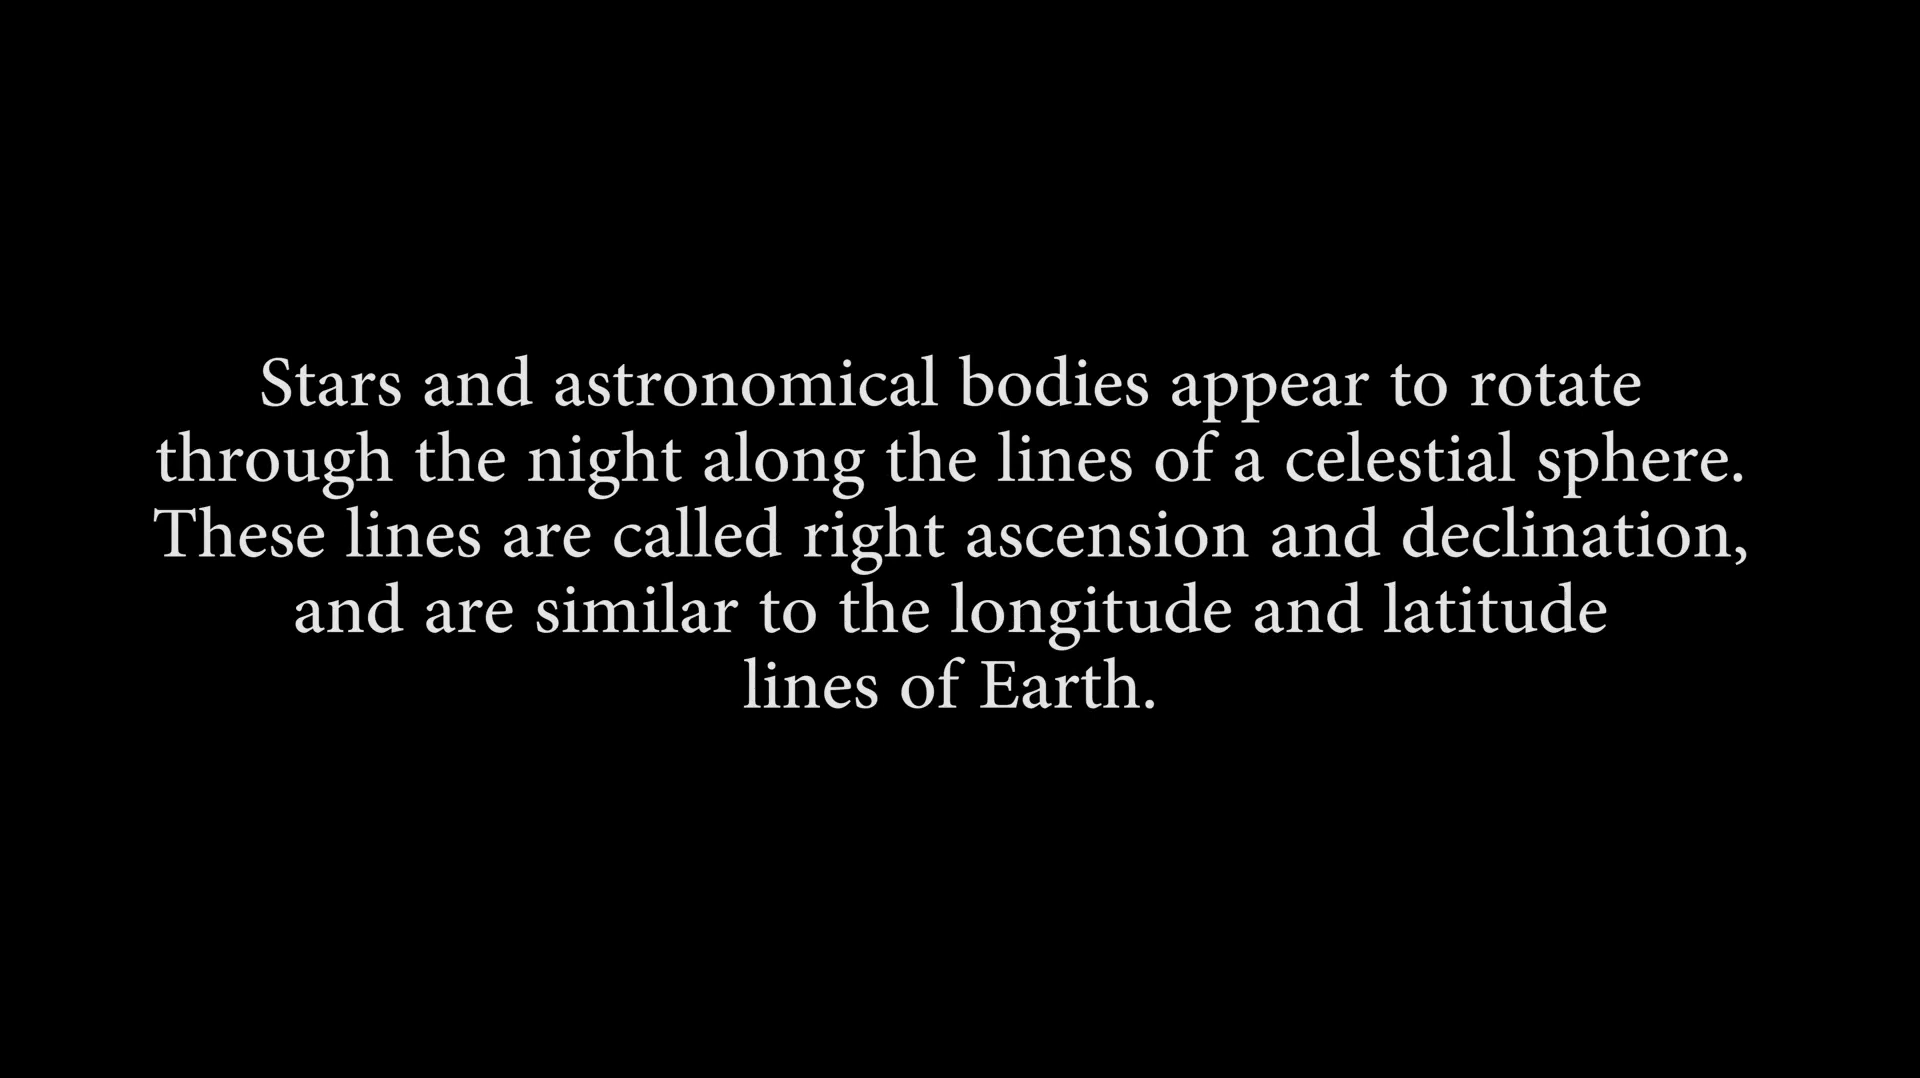 Stars and astronomical bodies appear to rotate
through the night along the lines of a celestial sphere.
These lines are called right ascension and declination,
and are similar to the longitude and latitude
lines of Earth.